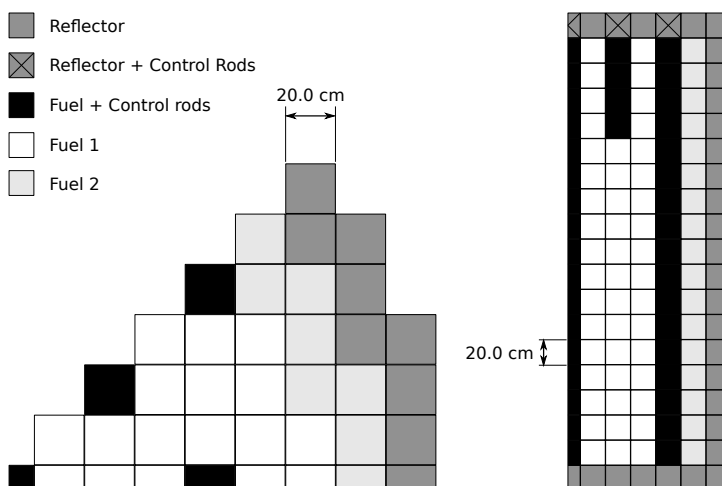 Reflector
Reflector + Control Rods
Fuel + Control rods
Fuel 1
Fuel 2
20.0 cm
20.0 cm